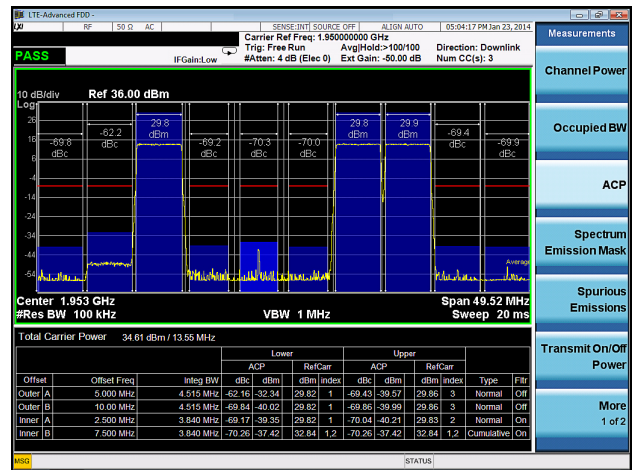 LTE-Advanced FDD -
LXI RF 50 Ω AC SENSE:INT SOURCE OFF ALIGN AUTO 05:04:17 PM Jan 23, 2014
Carrier Ref Freq: 1.950000000 GHz
Trig: Free Run Avg|Hold:>100/100 Direction: Downlink
PASS IFGain:Low #Atten: 4 dB (Elec 0) Ext Gain: -50.00 dB Num CC(s): 3
10 dB/div Ref 36.00 dBm
Log
26
16
6
-4
-14
-24
-34
-44
-54
-69.8 dBc
-62.2 dBc
29.8 dBm
-69.2 dBc
-70.3 dBc
-70.0 dBc
29.8 dBm
29.9 dBm
-69.4 dBc
-69.9 dBc
Average
Center 1.953 GHz Span 49.52 MHz
#Res BW 100 kHz VBW 1 MHz Sweep 20 ms
Total Carrier Power 34.61 dBm / 13.55 MHz
Lower Upper
ACP RefCarr ACP RefCarr
Offset Offset Freq Integ BW dBc dBm dBm index dBc dBm dBm index Type Fltr
Outer A 5.000 MHz 4.515 MHz -62.16 -32.34 29.82 1 -69.43 -39.57 29.86 3 Normal Off
Outer B 10.00 MHz 4.515 MHz -69.84 -40.02 29.82 1 -69.86 -39.99 29.86 3 Normal Off
Inner A 2.500 MHz 3.840 MHz -69.17 -39.35 29.82 1 -70.04 -40.21 29.83 2 Normal On
Inner B 7.500 MHz 3.840 MHz -70.26 -37.42 32.84 1,2 -70.26 -37.42 32.84 1,2 Cumulative On
MSG STATUS
Measurements
Channel Power
Occupied BW
ACP
Spectrum
Emission Mask
Spurious
Emissions
Transmit On/Off
Power
More
1 of 2